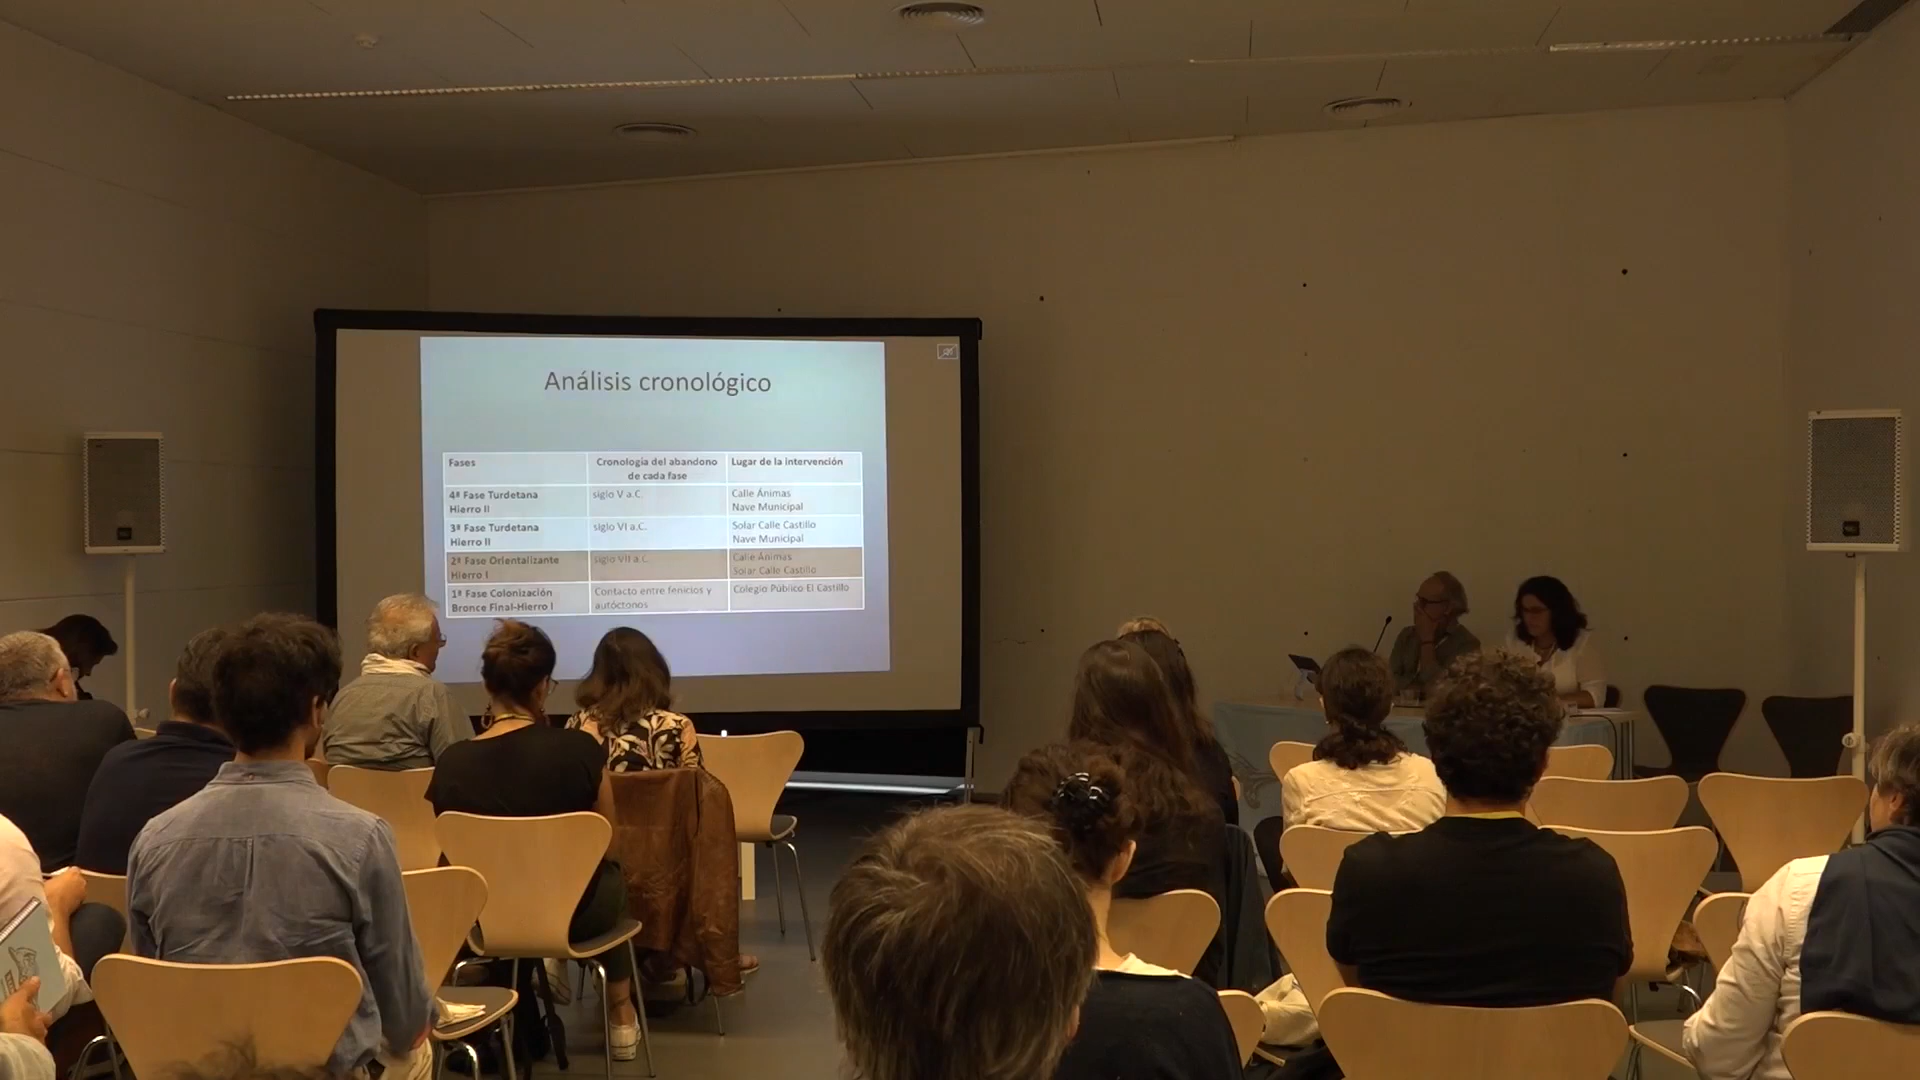 Análisis cronológico
Fases
Cronología del abandono
de cada fase
Lugar de la intervención
4ª Fase Turdetana
Hierro II
siglo V a.C.
Calle Ánimas
Nave Municipal
3ª Fase Turdetana
Hierro II
siglo VI a.C.
Solar Calle Castillo
Nave Municipal
2ª Fase Orientalizante
Hierro I
siglo VII a.C.
Calle Ánimas
Solar Calle Castillo
1ª Fase Colonización
Bronce Final-Hierro I
Contacto entre fenicios y
autóctonos
Colegio Público El Castillo